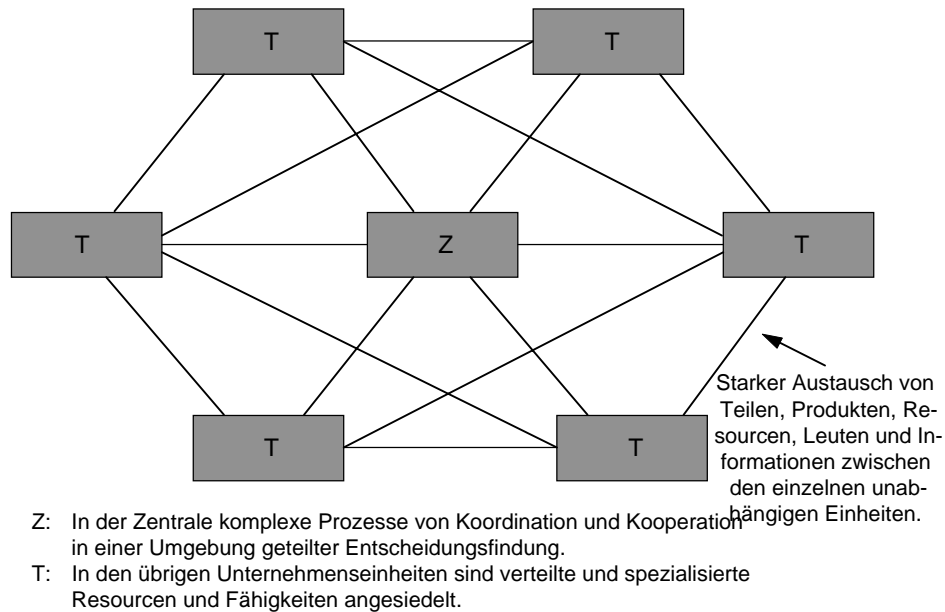 T
T
T
Z
T
T
T
Starker Austausch von
Teilen, Produkten, Re-
sourcen, Leuten und In-
formationen zwischen
den einzelnen unab-
hängigen Einheiten.
Z: In der Zentrale komplexe Prozesse von Koordination und Kooperation
in einer Umgebung geteilter Entscheidungsfindung.
T: In den übrigen Unternehmenseinheiten sind verteilte und spezialisierte
Resourcen und Fähigkeiten angesiedelt.